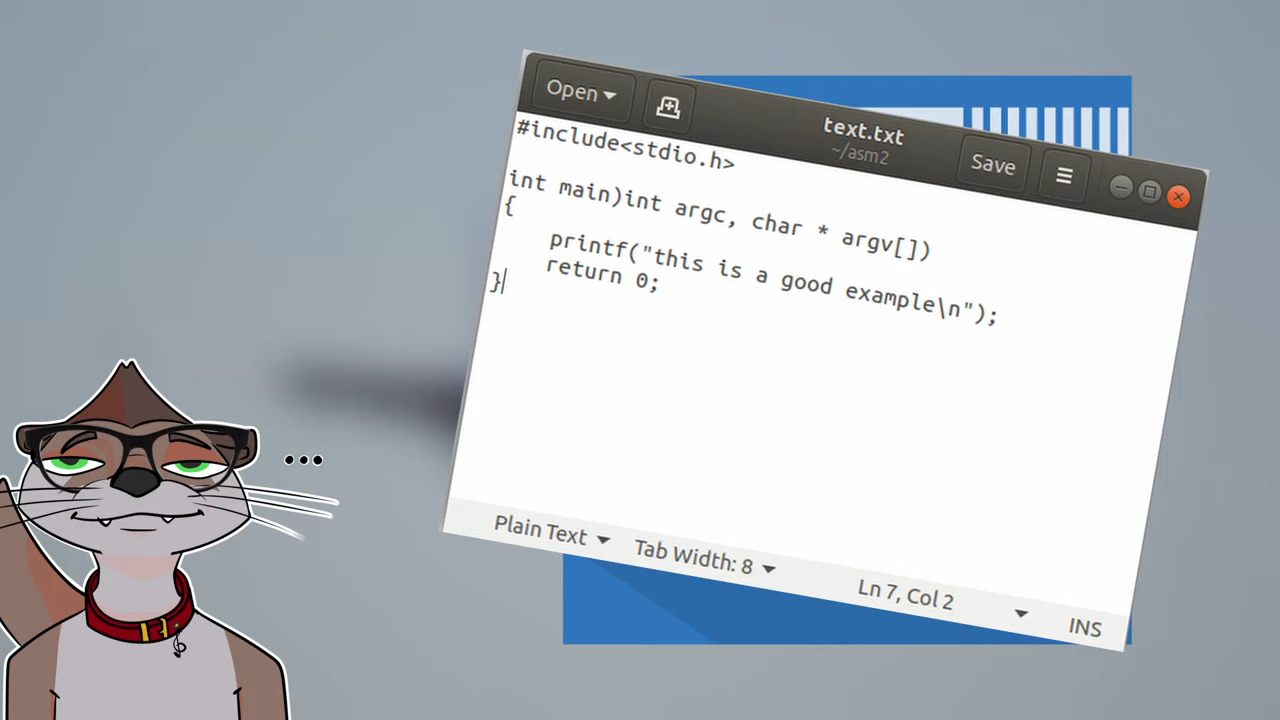 Open
text.txt
~/asm2
Save
#include<stdio.h>
int main)int argc, char * argv[])
{
printf("this is a good example\n");
return 0;
}
...
Plain Text
Tab Width: 8
Ln 7, Col 2
INS